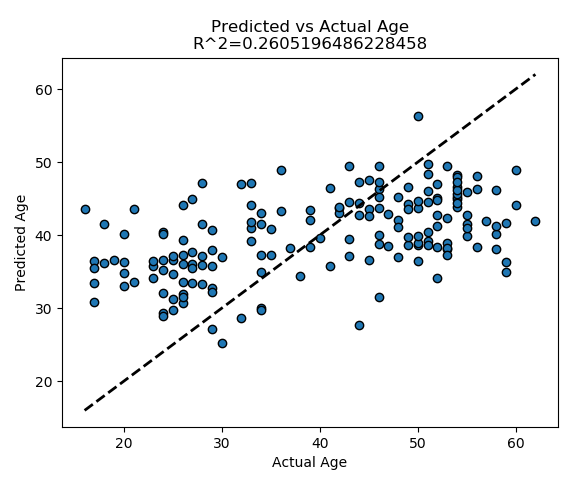 Predicted vs Actual Age
R^2=0.2605196486228458
60
50
40
30
20
Predicted Age
20 30 40 50 60
Actual Age